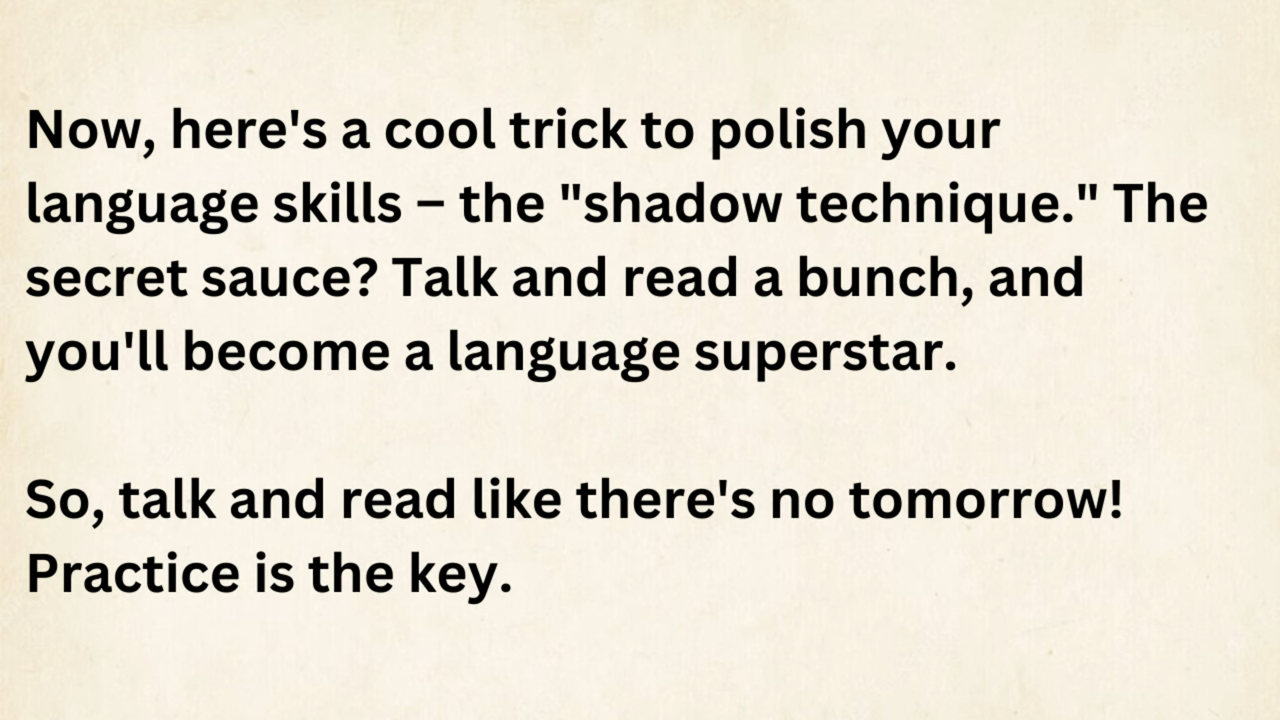 Now, here's a cool trick to polish your
language skills – the "shadow technique." The
secret sauce? Talk and read a bunch, and
you'll become a language superstar.
So, talk and read like there's no tomorrow!
Practice is the key.